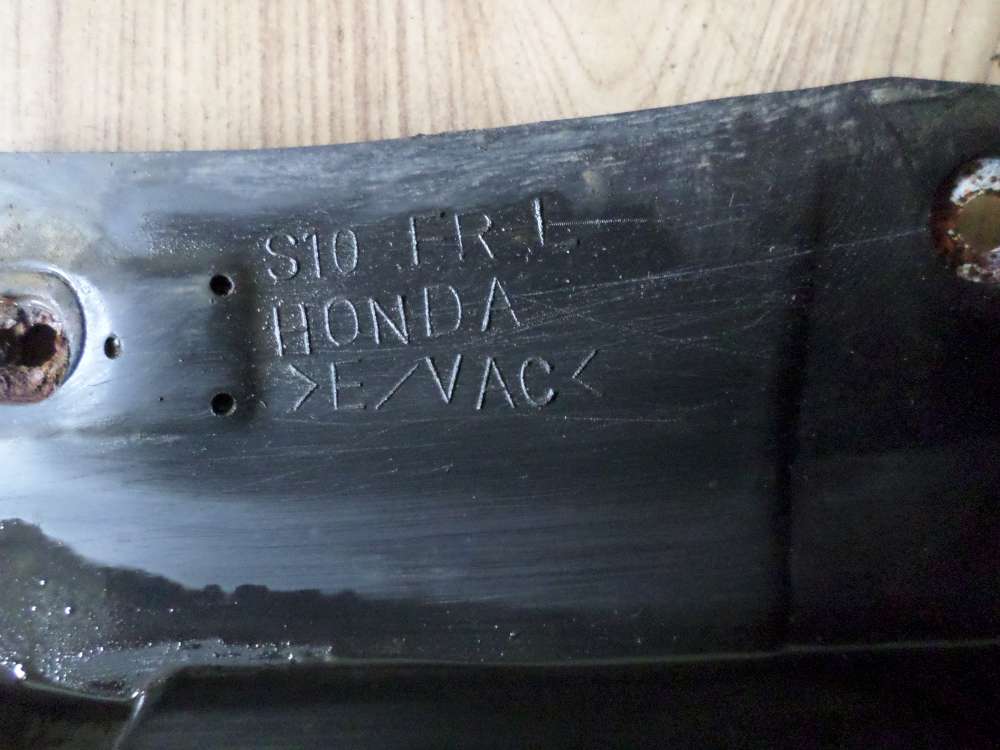 S10 FR L
HONDA
>E/VAC<